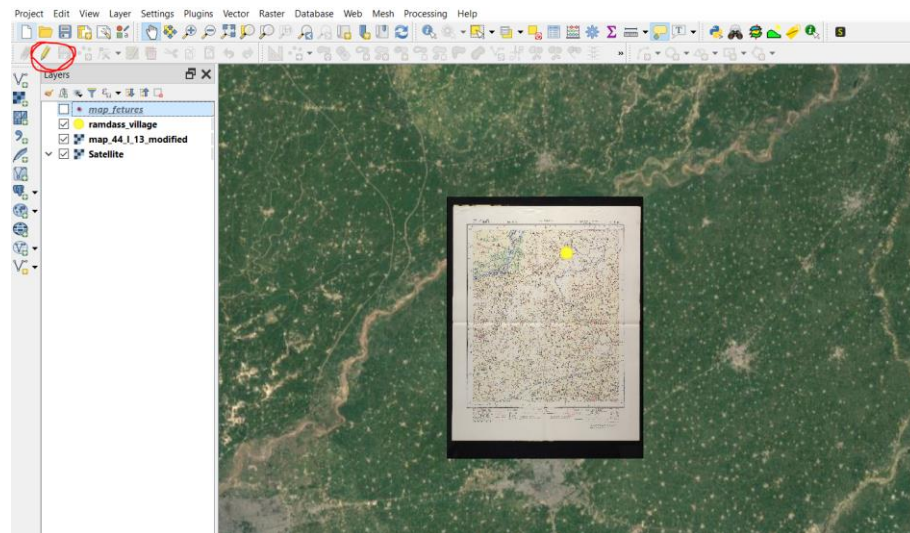 Project Edit View Layer Settings Plugins Vector Raster Database Web Mesh Processing Help
Layers
map_fetures
ramdass_village
map_44_I_13_modified
Satellite